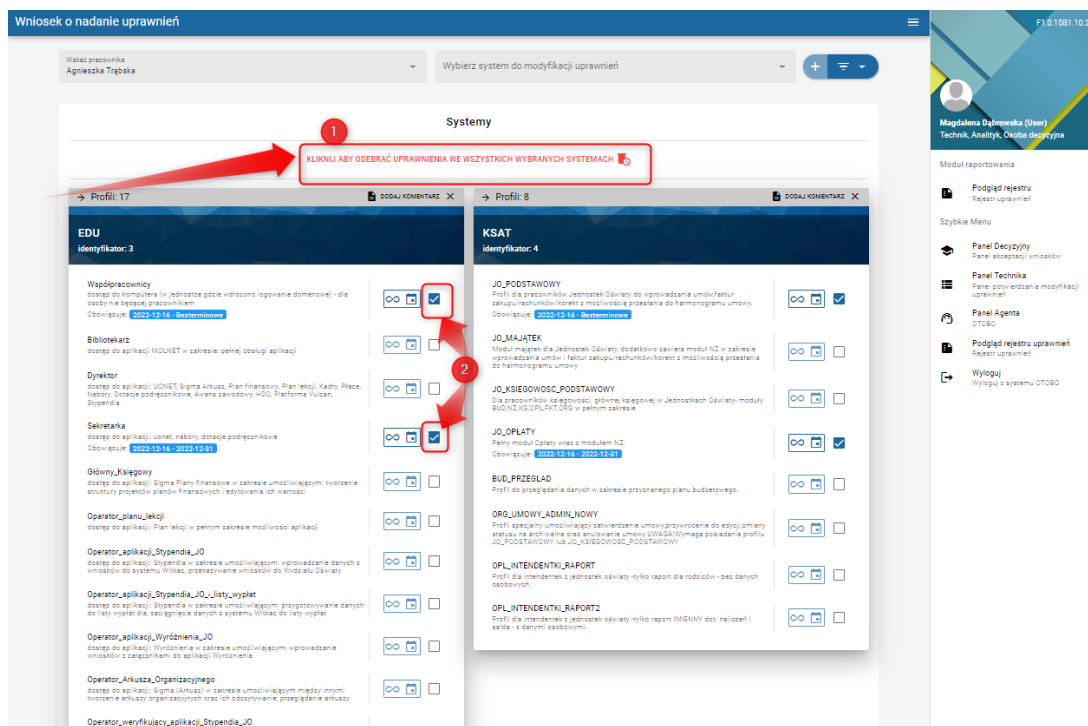 Wniosek o nadanie uprawnień
F1.0.10B1.10.2
Wskaż pracownika
Agnieszka Trąbska
Wybierz system do modyfikacji uprawnień
Magdalena Dąbrowska (User)
Technik, Analityk, Osoba decyzyjna
Systemy
1
KLIKNIJ ABY ODEBRAĆ UPRAWNIENIA WE WSZYSTKICH WYBRANYCH SYSTEMACH
Profili: 17
DODAJ KOMENTARZ
EDU
identyfikator: 3
Współpracownicy
dostęp do komputera (w jednostce gdzie wdrożono logowanie domenowe) - dla
osoby nie będącej pracownikiem
Obowiązuje: 2022-12-16 - Bezterminowe
Bibliotekarz
dostęp do aplikacji MOLNET w zakresie: pełnej obsługi aplikacji
2
Dyrektor
dostęp do aplikacji: UONET, Sigma Arkusz, Plan finansowy, Plan lekcji, Kadry, Płace,
Nabory, Dotacje podręcznikowe, Awans zawodowy, HDO, Platforma Vulcan,
Stypendia
Sekretarka
dostęp do aplikacji: uonet, nabory, dotacje podręcznikowe
Obowiązuje: 2022-12-16 - 2022-12-31
Główny_Księgowy
dostęp do aplikacji: Sigma Plany finansowe w zakresie umożliwiającym: tworzenie
struktury projektów planów finansowych i edytowania ich wartości
Oparator_planu_lekcji
dostęp do aplikacji: Plan lekcji w pełnym zakresie możliwości aplikacji
Operator_aplikacji_Stypendia_JO
dostęp do aplikacji: Stypendia w zakresie umożliwiającym: wprowadzanie danych z
wniosków do systemu Witkac, przekazywanie wniosków do Wydziału Oświaty
Operator_aplikacji_Stypendia_JO_-_listy_wypłat
dostęp do aplikacji: Stypendia w zakresie umożliwiającym: przygotowywanie danych
do listy wypłat dla, zaciągnięcie danych z systemu Witkac do listy wypłat
Operator_aplikacji_Wyróżnienia_JO
dostęp do aplikacji: Wyróżnienia w zakresie umożliwiającym: wprowadzanie
wniosków z załącznikami do aplikacji Wyróżnienia
Operator_Arkusza_Organizacyjnego
dostęp do aplikacji: Sigma (Arkusz) w zakresie umożliwiającym między innymi
tworzenie arkuszy organizacyjnych oraz ich odczytywanie, przeglądanie arkuszy
Operator_weryfikujący_aplikacji_Stypendia_JO
Profili: 8
DODAJ KOMENTARZ
KSAT
identyfikator: 4
JO_PODSTAWOWY
Profil dla pracowników Jednostek Oświaty do wprowadzania umów,faktur
zakupu/rachunków/korekt z możliwością przesłania do harmonogramu umowy.
Obowiązuje: 2022-12-16 - Bezterminowe
JO_MAJĄTEK
Moduł majątek dla Jednostek Oświaty, dodatkowo zawiera moduł NZ w zakresie
wprowadzania umów i faktur zakupu/rachunków/korekt z możliwością przesłania
do harmonogramu umowy
JO_KSIEGOWOSC_PODSTAWOWY
Dla pracowników księgowości, głównej księgowej w Jednostkach Oświaty- moduły
BUD,NZ,KG,OPL,FKT,ORG w pełnym zakresie.
JO_OPŁATY
Pełny moduł Opłaty wraz z modułem NZ.
Obowiązuje: 2022-12-16 - 2022-12-31
BUD_PRZEGLAD
Profil do przeglądania danych w zakresie przyznanego planu budżetowego.
ORG_UMOWY_ADMIN_NOWY
Profil specjalny umożliwiający zatwierdzenie umowy,przywrócenie do edycji,zmiany
statusu na archiwalna oraz anulowanie umowy UWAGA!Wymaga posiadania profilu
JO_PODSTAWOWY lub JO_KSIEGOWOSC_PODSTAWOWY
OPL_INTENDENTKI_RAPORT
Profil dla intendentek z jednostek oświaty -tylko raport dla rodziców - bez danych
osobowych.
OPL_INTENDENTKI_RAPORT2
Profil dla intendentek z jednostek oświaty -tylko raport IMIENNY dot. naliczeń i
salda - z danymi osobowymi.
Moduł raportowania
Podgląd rejestru
Rejestr uprawnień
Szybkie Menu
Panel Decyzyjny
Panel akceptacji wniosków
Panel Technika
Panel potwierdzania modyfikacji
uprawnień
Panel Agenta
OTOBO
Podgląd rejestru uprawnień
Rejestr uprawnień
Wyloguj
Wyloguj z systemu OTOBO